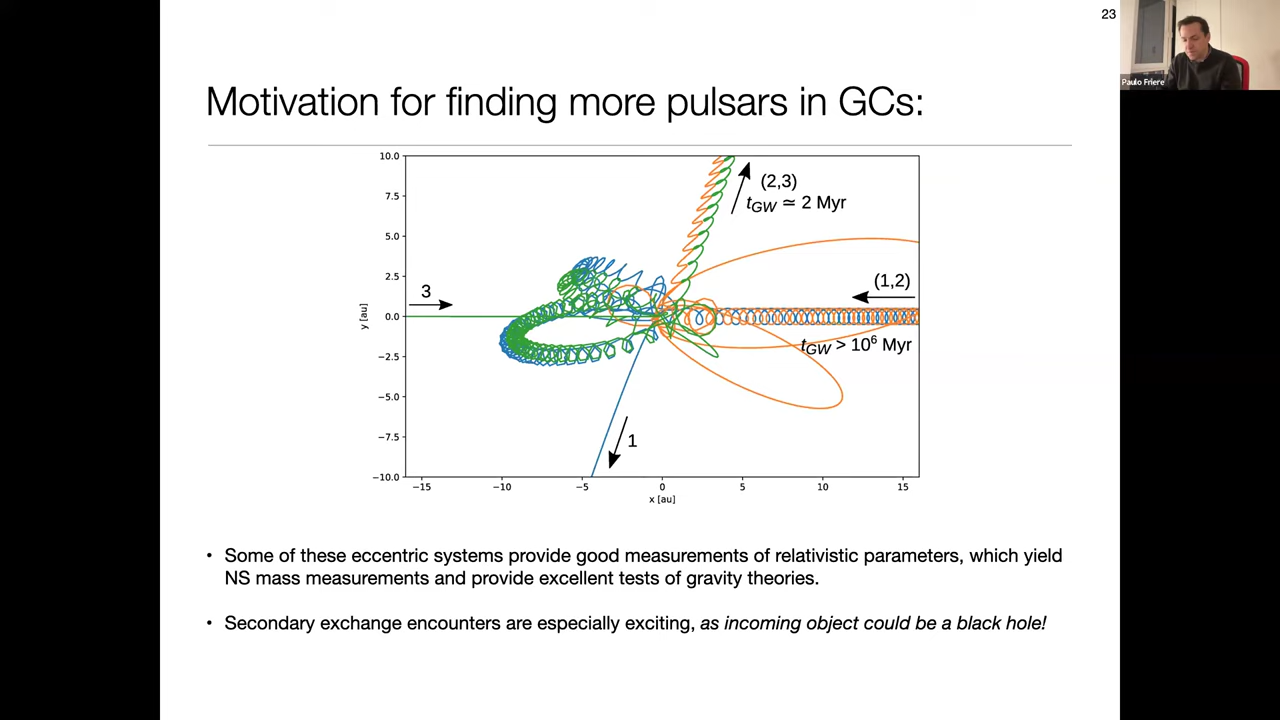 23
Paulo Friere
Motivation for finding more pulsars in GCs:
10.0
7.5
5.0
2.5
0.0
−2.5
−5.0
−7.5
−10.0
y [au]
(2,3)
tGW ≃ 2 Myr
3
(1,2)
tGW > 10⁶ Myr
1
−15
−10
−5
0
5
10
15
x [au]
• Some of these eccentric systems provide good measurements of relativistic parameters, which yield
NS mass measurements and provide excellent tests of gravity theories.
• Secondary exchange encounters are especially exciting, as incoming object could be a black hole!